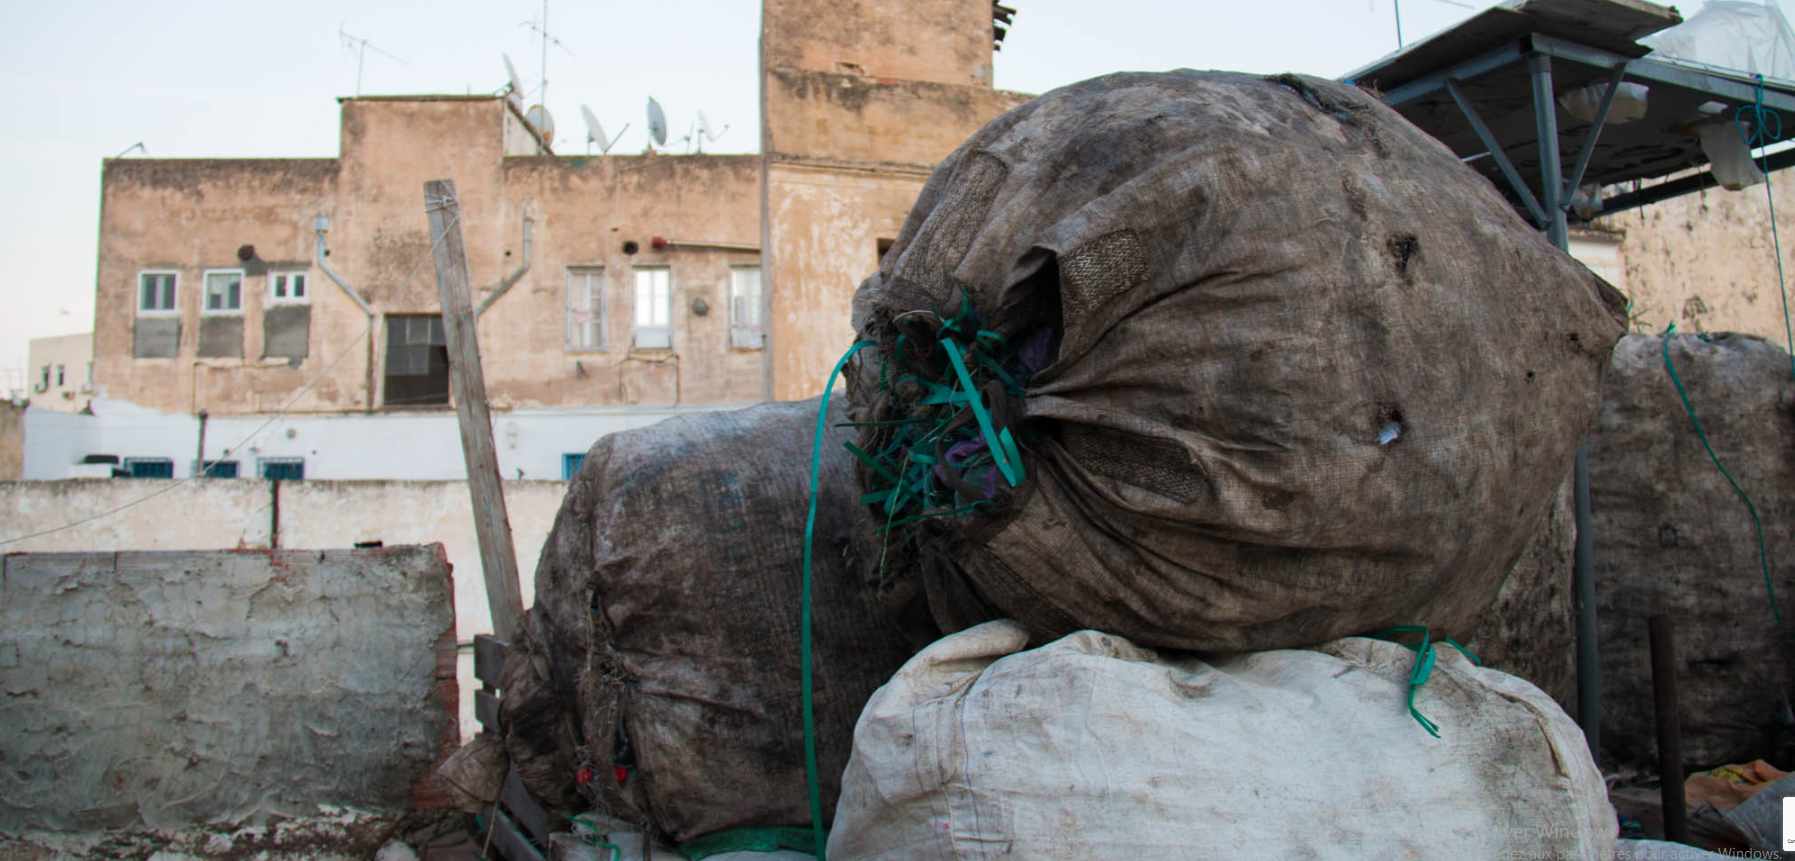 ver Windows
dez aux paramètres pour activer Windows.